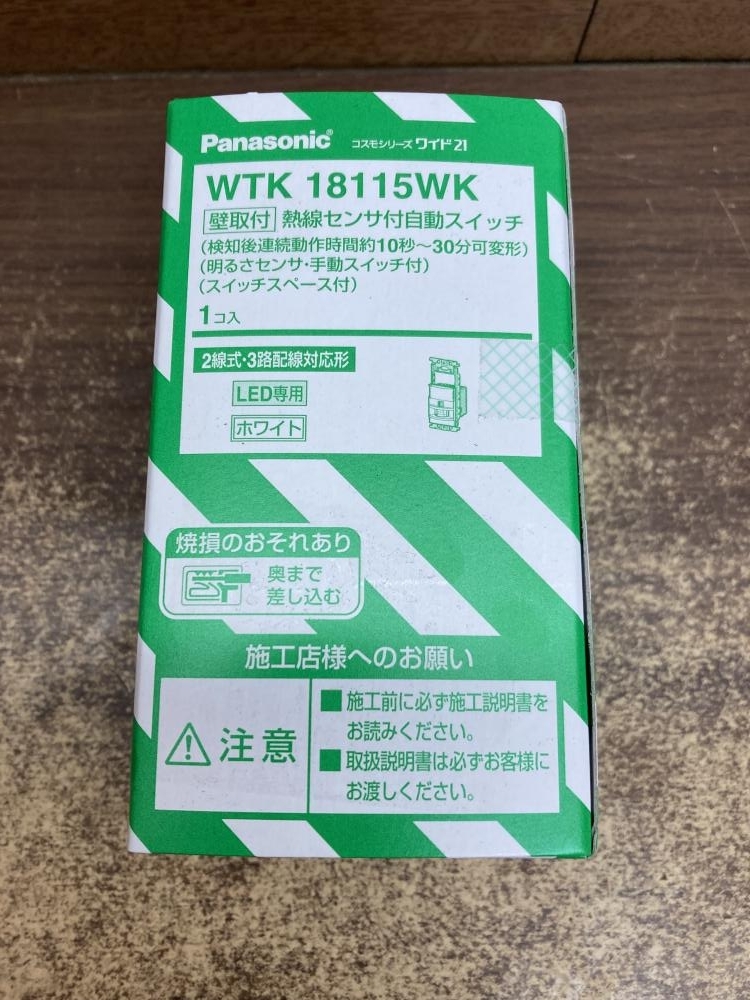 Panasonic® コスモシリーズ ワイド21
WTK 18115WK
壁取付 熱線センサ付自動スイッチ
(検知後連続動作時間約10秒～30分可変形)
(明るさセンサ・手動スイッチ付)
(スイッチスペース付)
1コ入
2線式・3路配線対応形
LED専用
ホワイト
焼損のおそれあり
奥まで
差し込む
施工店様へのお願い
注意
■施工前に必ず施工説明書を
お読みください。
■取扱説明書は必ずお客様に
お渡しください。